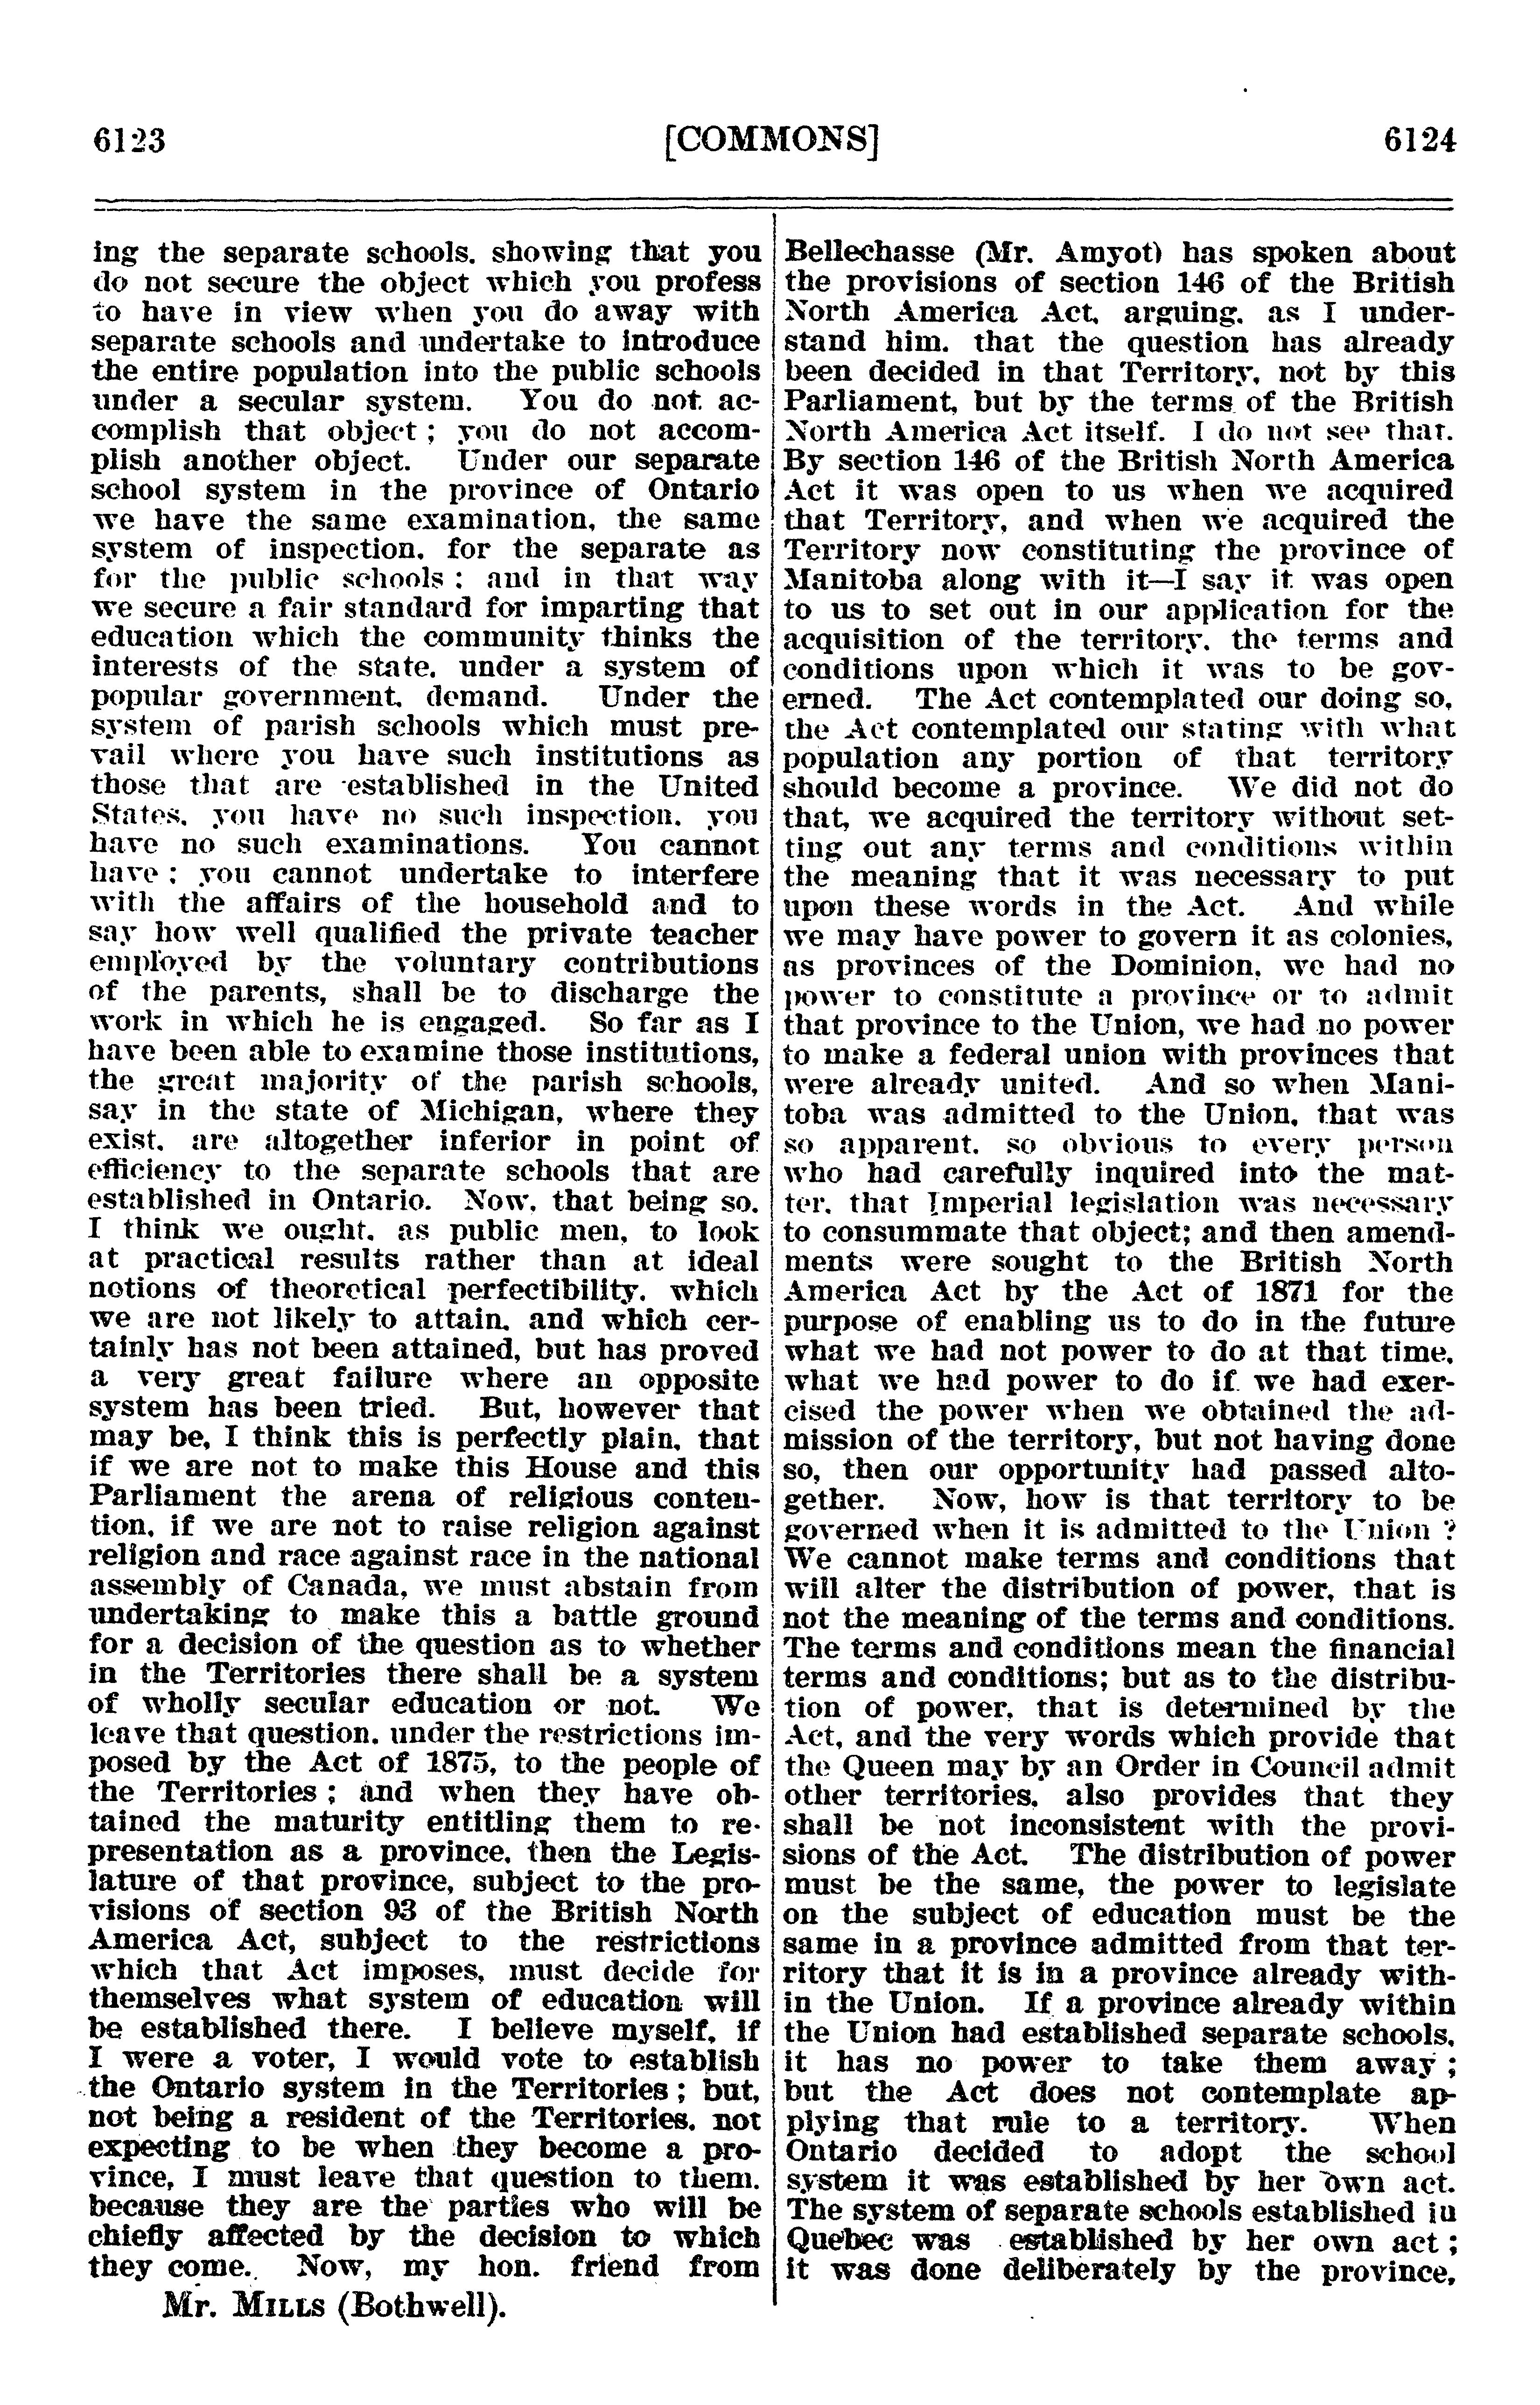 6123
[COMMONS]
6124
ing the separate schools, showing that you
do not secure the object which you profess
to have in view when you do away with
separate schools and undertake to introduce
the entire population into the public schools
under a secular system. You do not ac-
complish that object ; you do not accom-
plish another object. Under our separate
school system in the province of Ontario
we have the same examination, the same
system of inspection, for the separate as
for the public schools ; and in that way
we secure a fair standard for imparting that
education which the community thinks the
interests of the state, under a system of
popular government, demand. Under the
system of parish schools which must pre-
vail where you have such institutions as
those that are established in the United
States, you have no such inspection, you
have no such examinations. You cannot
have ; you cannot undertake to interfere
with the affairs of the household and to
say how well qualified the private teacher
employed by the voluntary contributions
of the parents, shall be to discharge the
work in which he is engaged. So far as I
have been able to examine those institutions,
the great majority of the parish schools,
say in the state of Michigan, where they
exist, are altogether inferior in point of
efficiency to the separate schools that are
established in Ontario. Now, that being so,
I think we ought, as public men, to look
at practical results rather than at ideal
notions of theoretical perfectibility, which
we are not likely to attain, and which cer-
tainly has not been attained, but has proved
a very great failure where an opposite
system has been tried. But, however that
may be, I think this is perfectly plain, that
if we are not to make this House and this
Parliament the arena of religious conten-
tion, if we are not to raise religion against
religion and race against race in the national
assembly of Canada, we must abstain from
undertaking to make this a battle ground
for a decision of the question as to whether
in the Territories there shall be a system
of wholly secular education or not. We
leave that question, under the restrictions im-
posed by the Act of 1875, to the people of
the Territories ; and when they have ob-
tained the maturity entitling them to re-
presentation as a province, then the Legis-
lature of that province, subject to the pro-
visions of section 93 of the British North
America Act, subject to the restrictions
which that Act imposes, must decide for
themselves what system of education will
be established there. I believe myself, if
I were a voter, I would vote to establish
the Ontario system in the Territories ; but,
not being a resident of the Territories, not
expecting to be when they become a pro-
vince, I must leave that question to them,
because they are the parties who will be
chiefly affected by the decision to which
they come. Now, my hon. friend from
Mr. MILLS (Bothwell).
Bellechasse (Mr. Amyot) has spoken about
the provisions of section 146 of the British
North America Act, arguing, as I under-
stand him, that the question has already
been decided in that Territory, not by this
Parliament, but by the terms of the British
North America Act itself. I do not see that.
By section 146 of the British North America
Act it was open to us when we acquired
that Territory, and when we acquired the
Territory now constituting the province of
Manitoba along with it—I say it was open
to us to set out in our application for the
acquisition of the territory, the terms and
conditions upon which it was to be gov-
erned. The Act contemplated our doing so,
the Act contemplated our stating with what
population any portion of that territory
should become a province. We did not do
that, we acquired the territory without set-
ting out any terms and conditions within
the meaning that it was necessary to put
upon these words in the Act. And while
we may have power to govern it as colonies,
as provinces of the Dominion, we had no
power to constitute a province or to admit
that province to the Union, we had no power
to make a federal union with provinces that
were already united. And so when Mani-
toba was admitted to the Union, that was
so apparent, so obvious to every person
who had carefully inquired into the mat-
ter, that Imperial legislation was necessary
to consummate that object; and then amend-
ments were sought to the British North
America Act by the Act of 1871 for the
purpose of enabling us to do in the future
what we had not power to do at that time,
what we had power to do if we had exer-
cised the power when we obtained the ad-
mission of the territory, but not having done
so, then our opportunity had passed alto-
gether. Now, how is that territory to be
governed when it is admitted to the Union ?
We cannot make terms and conditions that
will alter the distribution of power, that is
not the meaning of the terms and conditions.
The terms and conditions mean the financial
terms and conditions; but as to the distribu-
tion of power, that is determined by the
Act, and the very words which provide that
the Queen may by an Order in Council admit
other territories, also provides that they
shall be not inconsistent with the provi-
sions of the Act. The distribution of power
must be the same, the power to legislate
on the subject of education must be the
same in a province admitted from that ter-
ritory that it is in a province already with-
in the Union. If a province already within
the Union had established separate schools,
it has no power to take them away ;
but the Act does not contemplate ap-
plying that rule to a territory. When
Ontario decided to adopt the school
system it was established by her own act.
The system of separate schools established in
Quebec was established by her own act ;
it was done deliberately by the province,